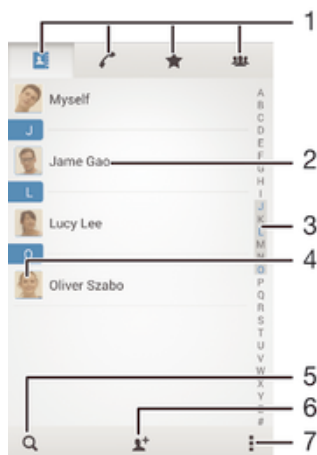 1
Myself
J
Jame Gao
2
L
Lucy Lee
3
O
4
Oliver Szabo
A
B
C
D
E
F
G
H
I
J
K
L
M
N
O
P
Q
R
S
T
U
V
W
X
Y
#
5
6
7